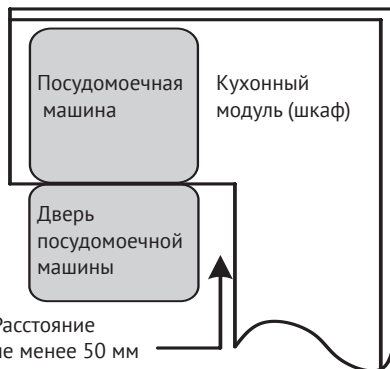 Посудомоечная
машина
Кухонный
модуль (шкаф)
Дверь
посудомоечной
машины
Расстояние
не менее 50 мм